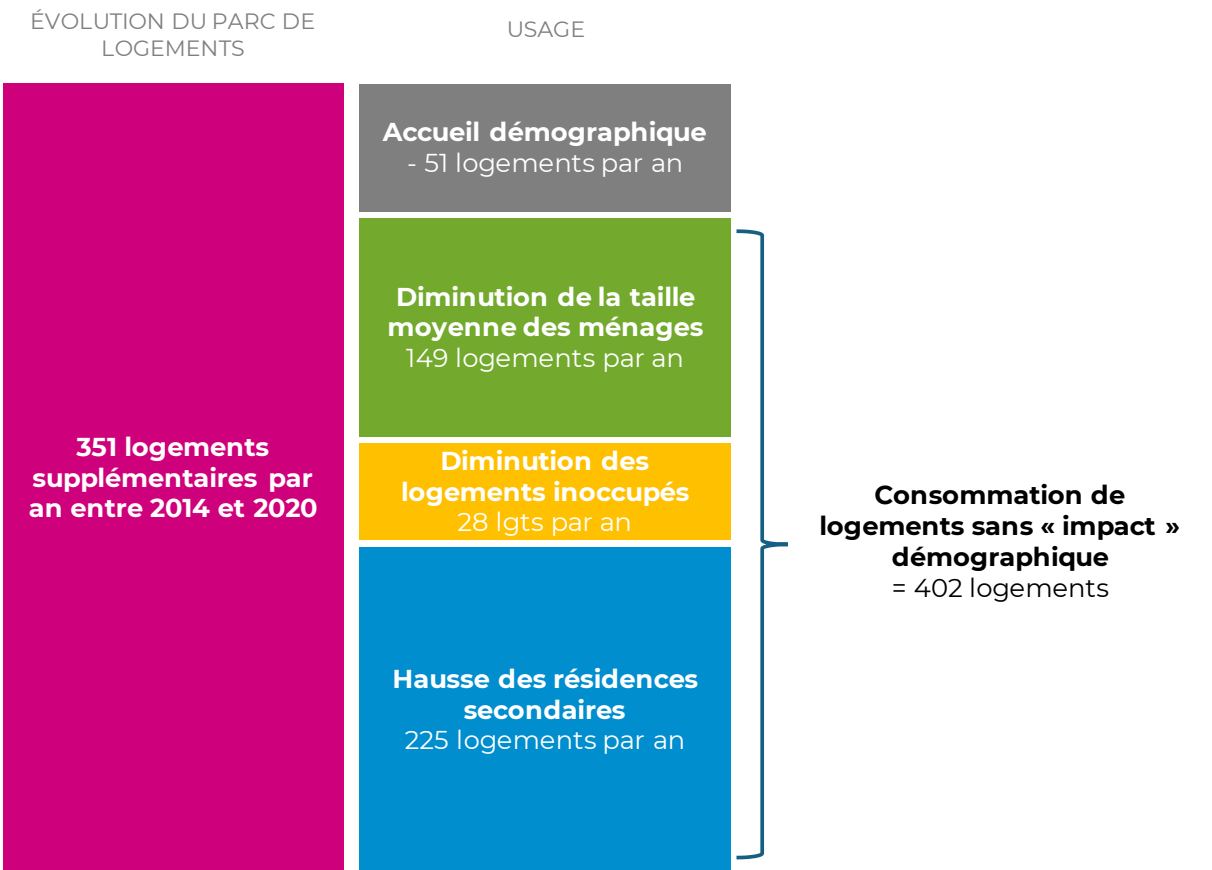 ÉVOLUTION DU PARC DE
LOGEMENTS
USAGE
351 logements
supplémentaires par
an entre 2014 et 2020
Accueil démographique
- 51 logements par an
Diminution de la taille
moyenne des ménages
149 logements par an
Diminution des
logements inoccupés
28 lgts par an
Hausse des résidences
secondaires
225 logements par an
Consommation de
logements sans « impact »
démographique
= 402 logements